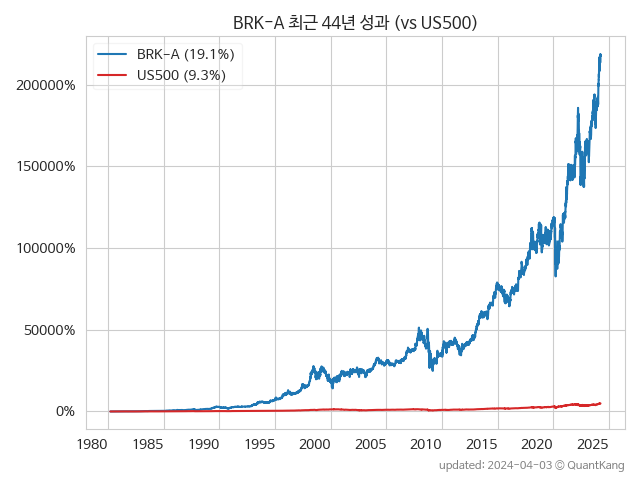 BRK-A 최근 44년 성과 (vs US500)
BRK-A (19.1%)
US500 (9.3%)
200000%
150000%
100000%
50000%
0%
1980 1985 1990 1995 2000 2005 2010 2015 2020 2025
updated: 2024-04-03 © QuantKang